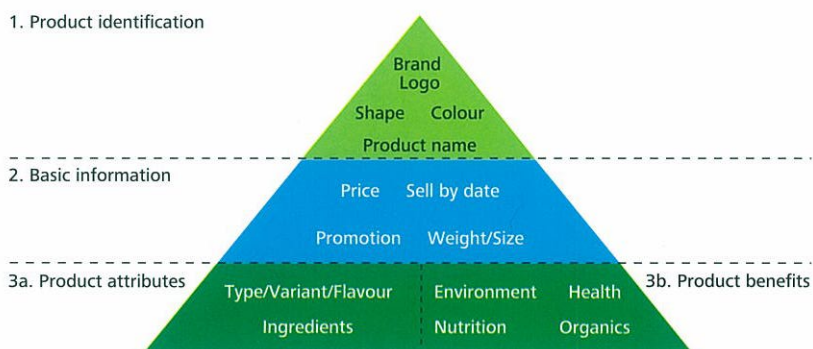 1. Product identification
Brand
Logo
Shape Colour
Product name
2. Basic information
Price Sell by date
Promotion Weight/Size
3a. Product attributes
3b. Product benefits
Type/Variant/Flavour Environment Health
Ingredients Nutrition Organics